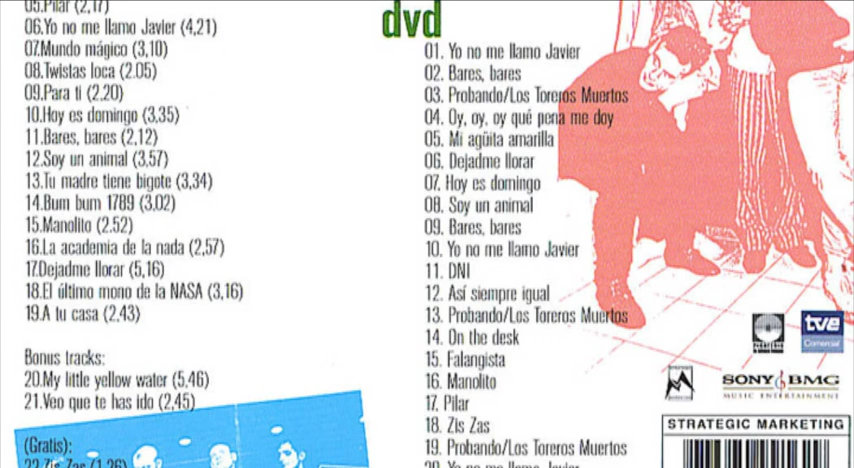 05.Pilar (2,17)
06.Yo no me llamo Javier (4,21)
07.Mundo mágico (3,10)
08.Twistas loca (2.05)
09.Para ti (2,20)
10.Hoy es domingo (3,35)
11.Bares, bares (2,12)
12.Soy un animal (3,57)
13.Tu madre tiene bigote (3,34)
14.Bum bum 1789 (3,02)
15.Manolito (2.52)
16.La academia de la nada (2,57)
17.Dejadme llorar (5,16)
18.El último mono de la NASA (3,16)
19.A tu casa (2,43)
Bonus tracks:
20.My little yellow water (5,46)
21.Veo que te has ido (2,45)
(Gratis):
22.Zis Zas (1,26)
dvd
01. Yo no me llamo Javier
02. Bares, bares
03. Probando/Los Toreros Muertos
04. Oy, oy, oy qué pena me doy
05. Mi agüita amarilla
06. Dejadme llorar
07. Hoy es domingo
08. Soy un animal
09. Bares, bares
10. Yo no me llamo Javier
11. DNI
12. Así siempre igual
13. Probando/Los Toreros Muertos
14. On the desk
15. Falangista
16. Manolito
17. Pilar
18. Zis Zas
19. Probando/Los Toreros Muertos
20. Yo no me llamo Javier
tve
Comercial
SONY BMG
MUSIC ENTERTAINMENT
STRATEGIC MARKETING